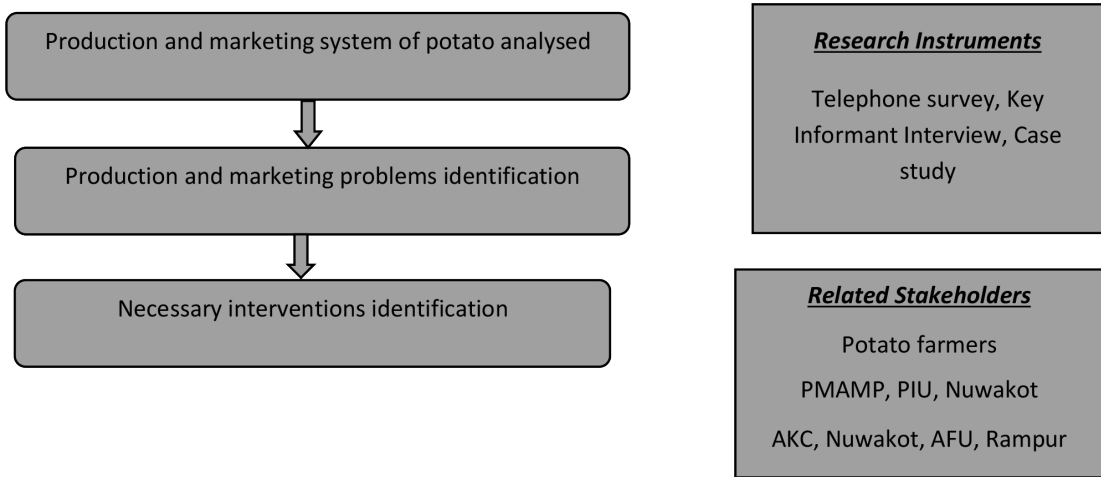 Production and marketing system of potato analysed
Production and marketing problems identification
Necessary interventions identification
Research Instruments
Telephone survey, Key
Informant Interview, Case
study
Related Stakeholders
Potato farmers
PMAMP, PIU, Nuwakot
AKC, Nuwakot, AFU, Rampur